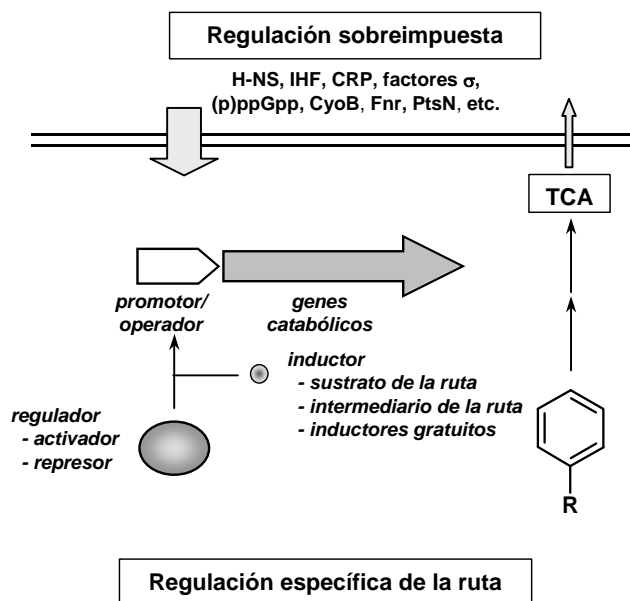 Regulación sobreimpuesta
H-NS, IHF, CRP, factores σ,
(p)ppGpp, CyoB, Fnr, PtsN, etc.
TCA
promotor/
operador
genes
catabólicos
inductor
- sustrato de la ruta
- intermediario de la ruta
- inductores gratuitos
regulador
- activador
- represor
R
Regulación específica de la ruta